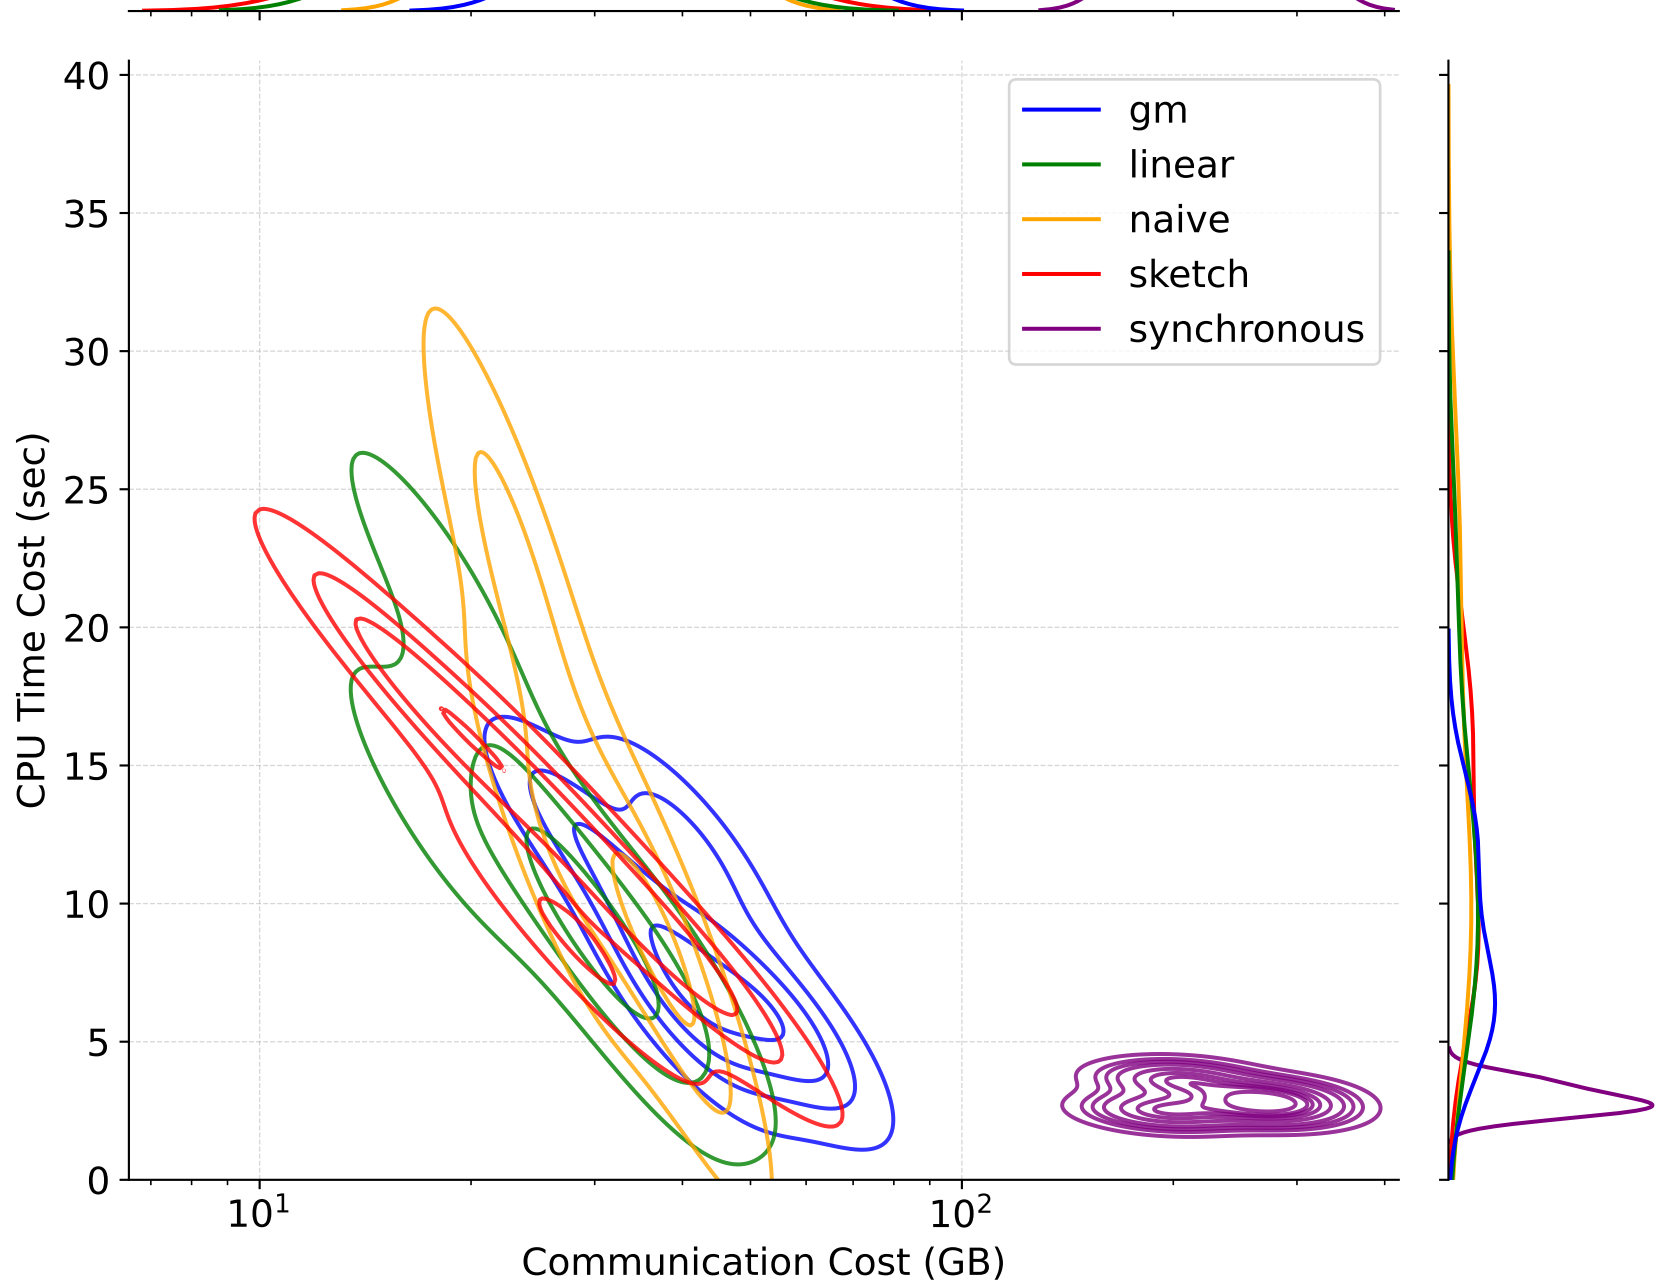 40
35
30
25
20
15
10
5
0
CPU Time Cost (sec)
gm
linear
naive
sketch
synchronous
10¹
10²
Communication Cost (GB)